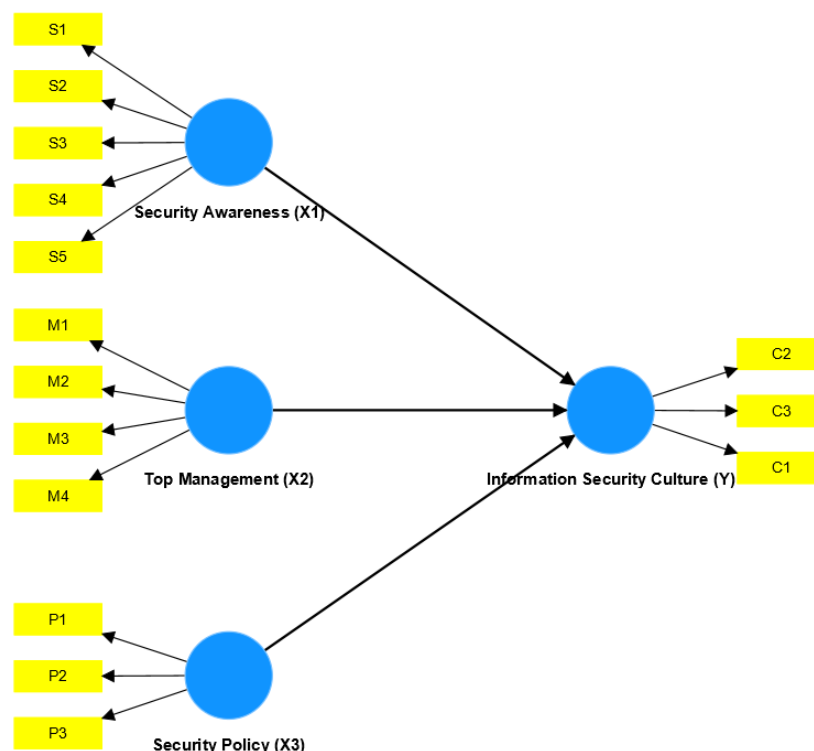 S1
S2
S3
S4
S5
Security Awareness (X1)
M1
M2
M3
M4
Top Management (X2)
C2
C3
C1
Information Security Culture (Y)
P1
P2
P3
Security Policy (X3)